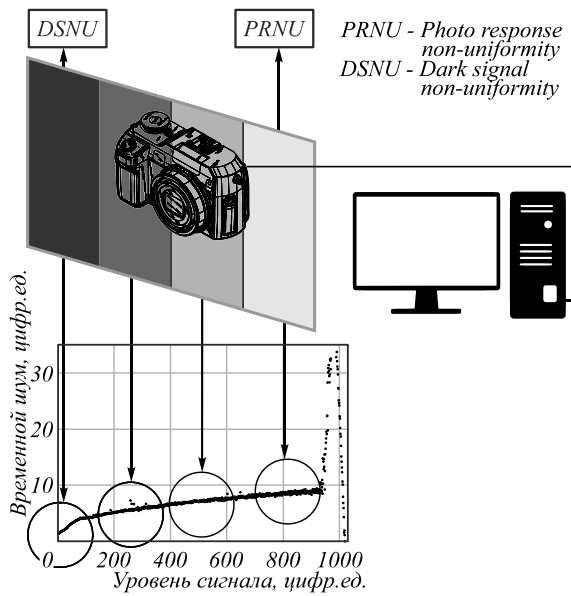 DSNU
PRNU
PRNU - Photo response
non-uniformity
DSNU - Dark signal
non-uniformity
Временной шум, цифр.ед.
30
20
10
0
200
400
600
800
1000
Уровень сигнала, цифр.ед.